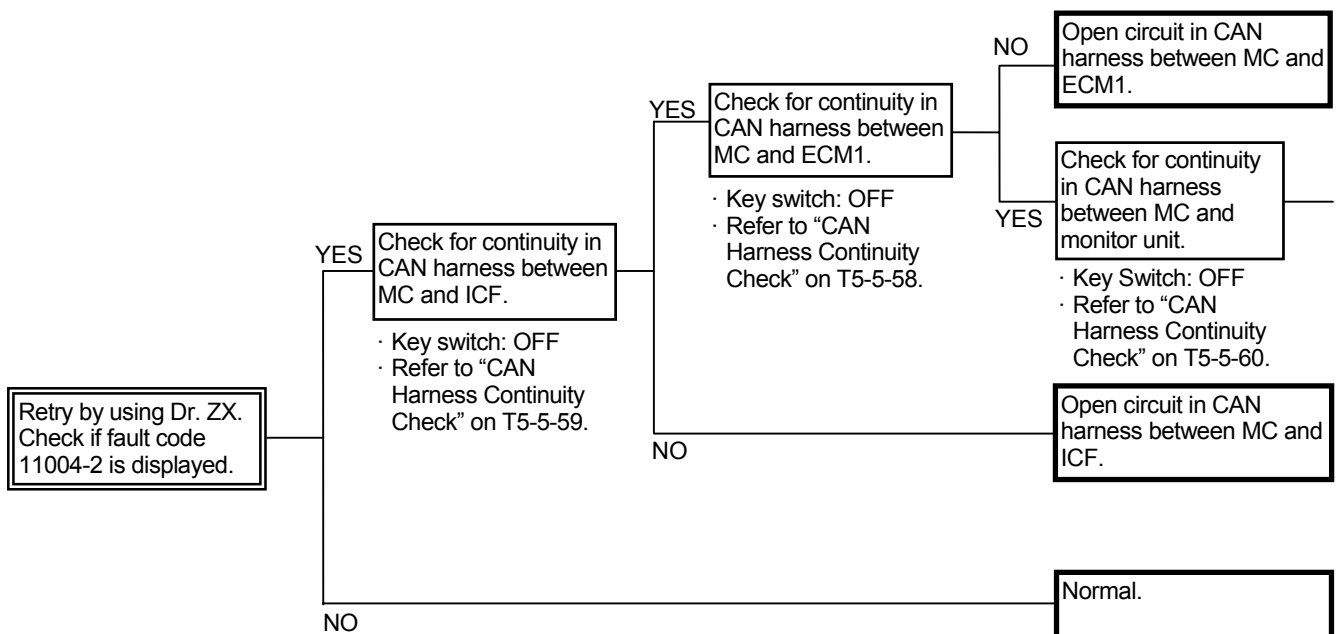 Retry by using Dr. ZX.
Check if fault code
11004-2 is displayed.
YES
Check for continuity in
CAN harness between
MC and ICF.
· Key switch: OFF
· Refer to “CAN
Harness Continuity
Check” on T5-5-59.
YES
Check for continuity in
CAN harness between
MC and ECM1.
· Key switch: OFF
· Refer to “CAN
Harness Continuity
Check” on T5-5-58.
NO
Open circuit in CAN
harness between MC and
ECM1.
YES
Check for continuity
in CAN harness
between MC and
monitor unit.
· Key Switch: OFF
· Refer to “CAN
Harness Continuity
Check” on T5-5-60.
NO
Open circuit in CAN
harness between MC and
ICF.
NO
Normal.